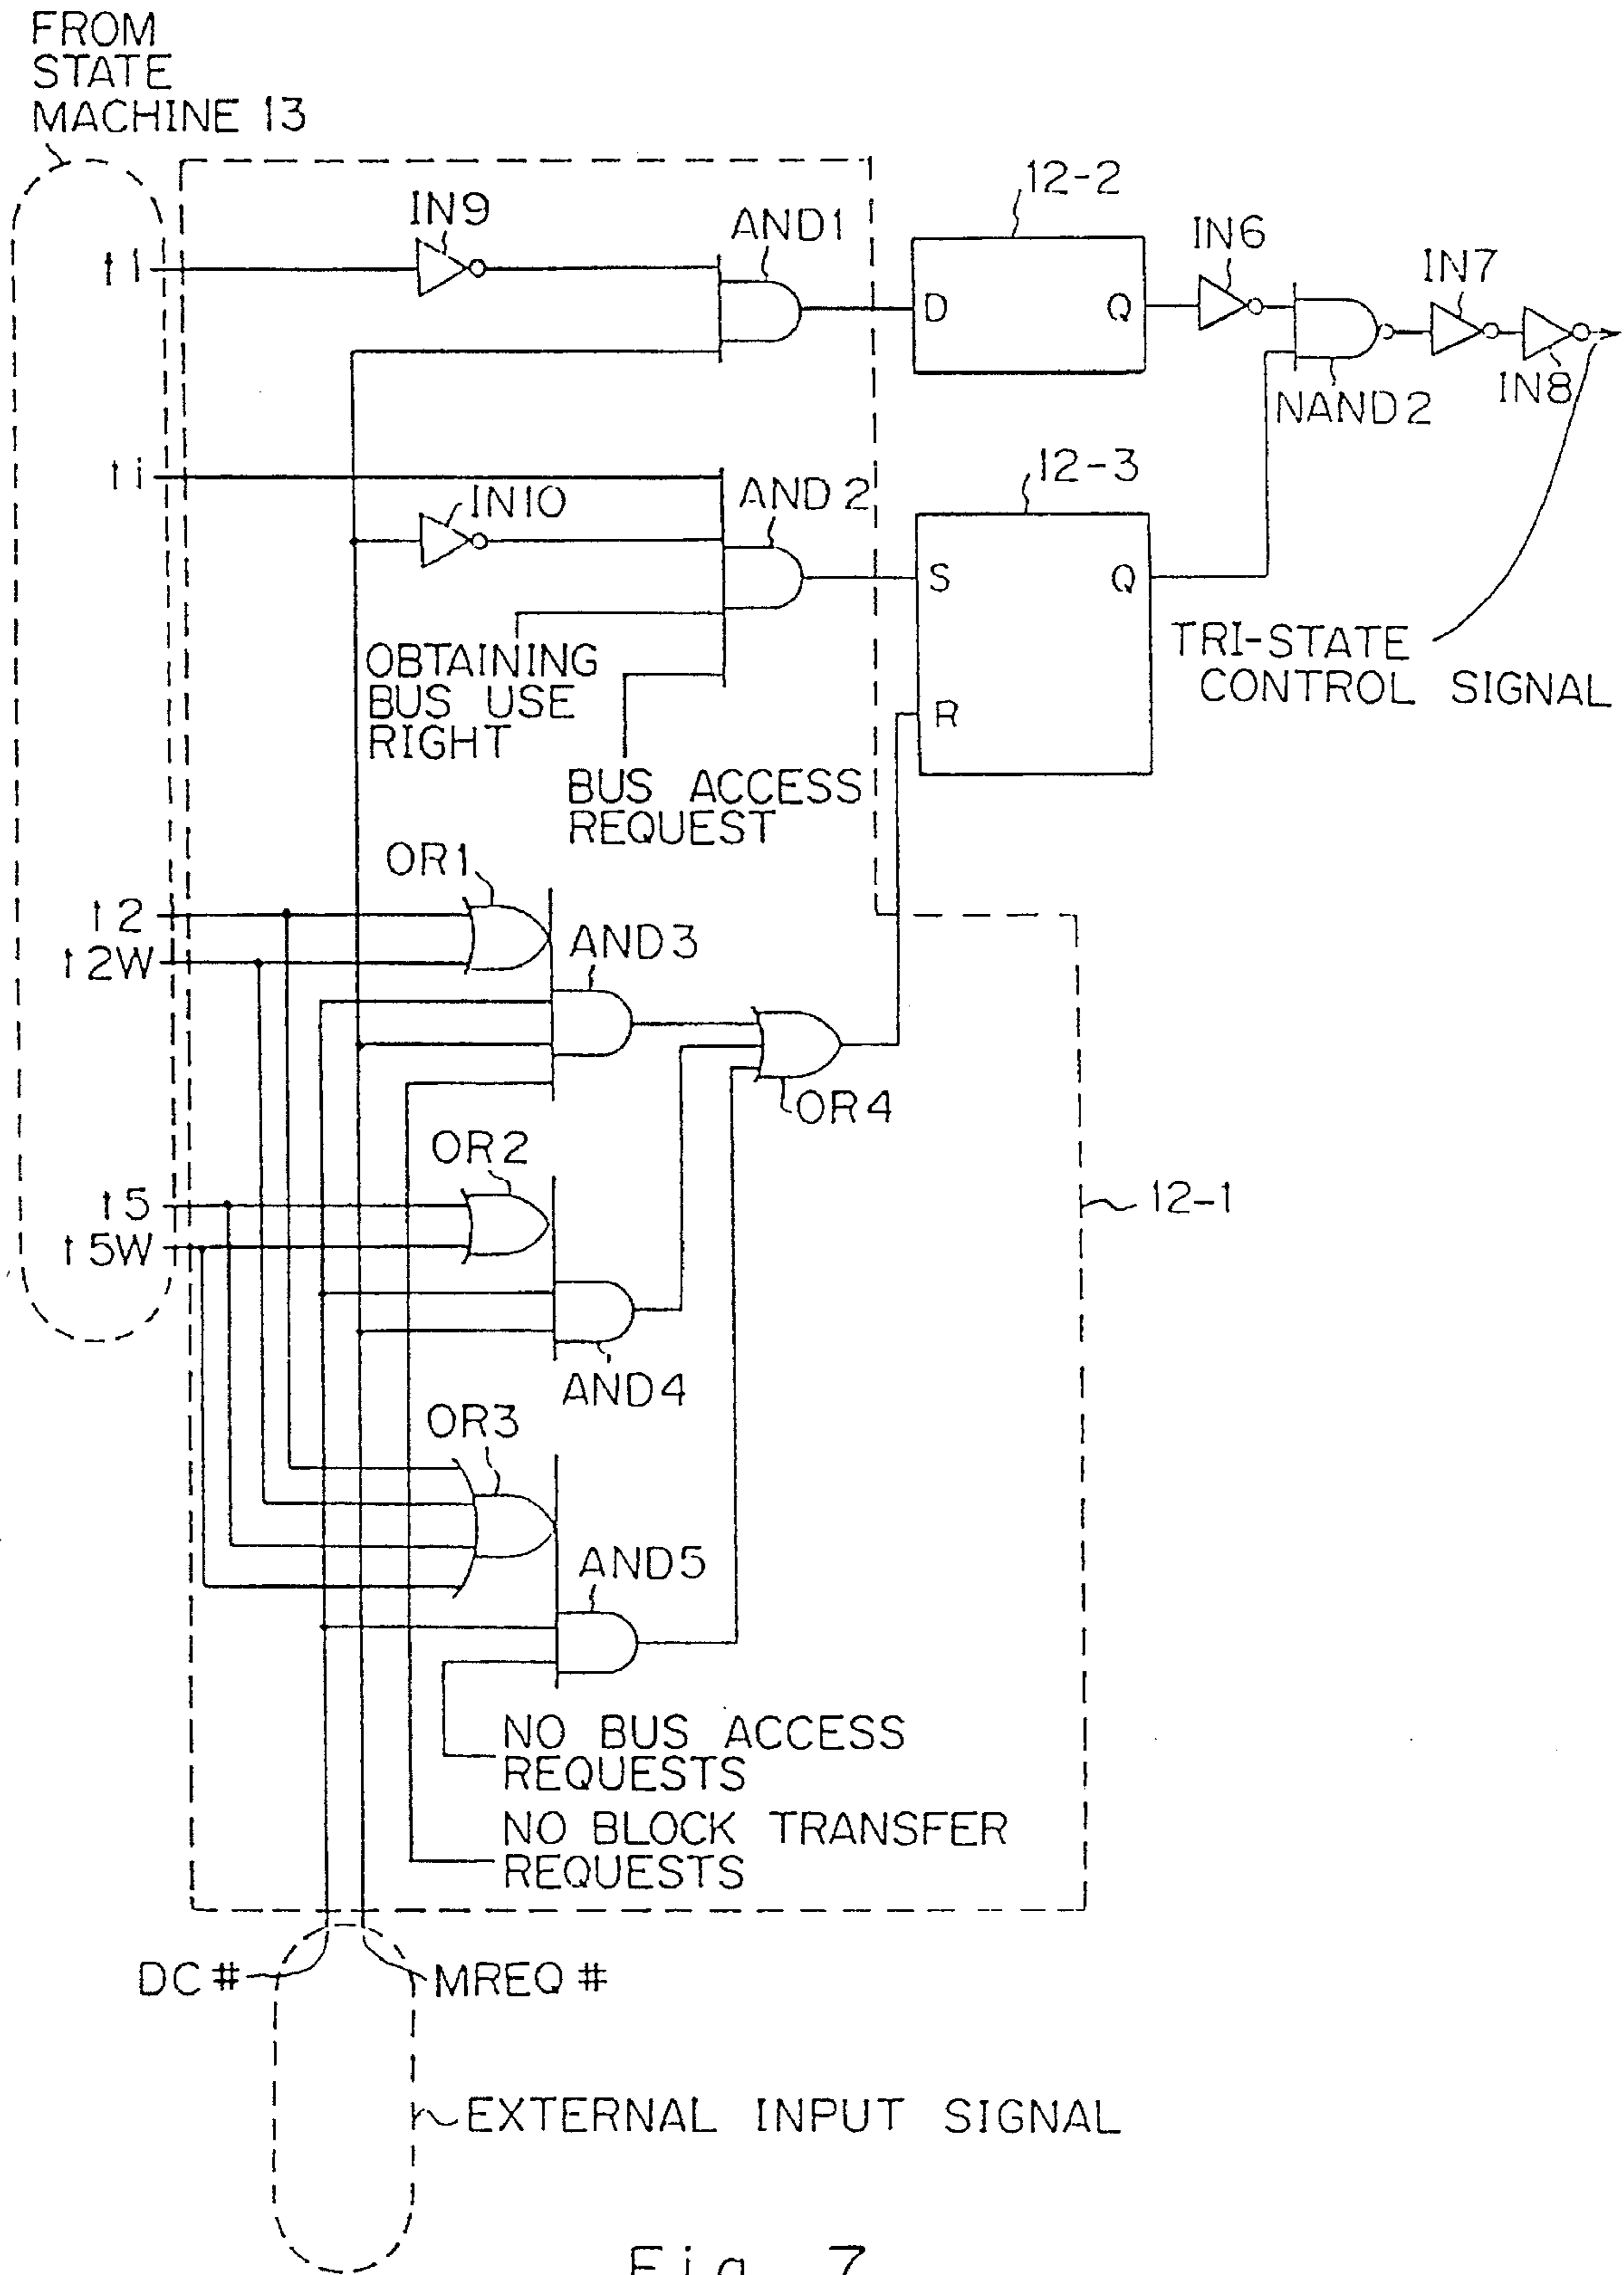 FROM
STATE
MACHINE 13
12-2
IN9
AND1
IN6
IN7
t1
D
Q
IN8
NAND2
12-3
ti
AND2
IN10
S
Q
OBTAINING
BUS USE
RIGHT
TRI-STATE
CONTROL SIGNAL
R
BUS ACCESS
REQUEST
OR1
t2
AND3
t2W
OR4
OR2
t5
12-1
t5W
AND4
OR3
AND5
NO BUS ACCESS
REQUESTS
NO BLOCK TRANSFER
REQUESTS
DC#
MREQ#
EXTERNAL INPUT SIGNAL
Fig. 7